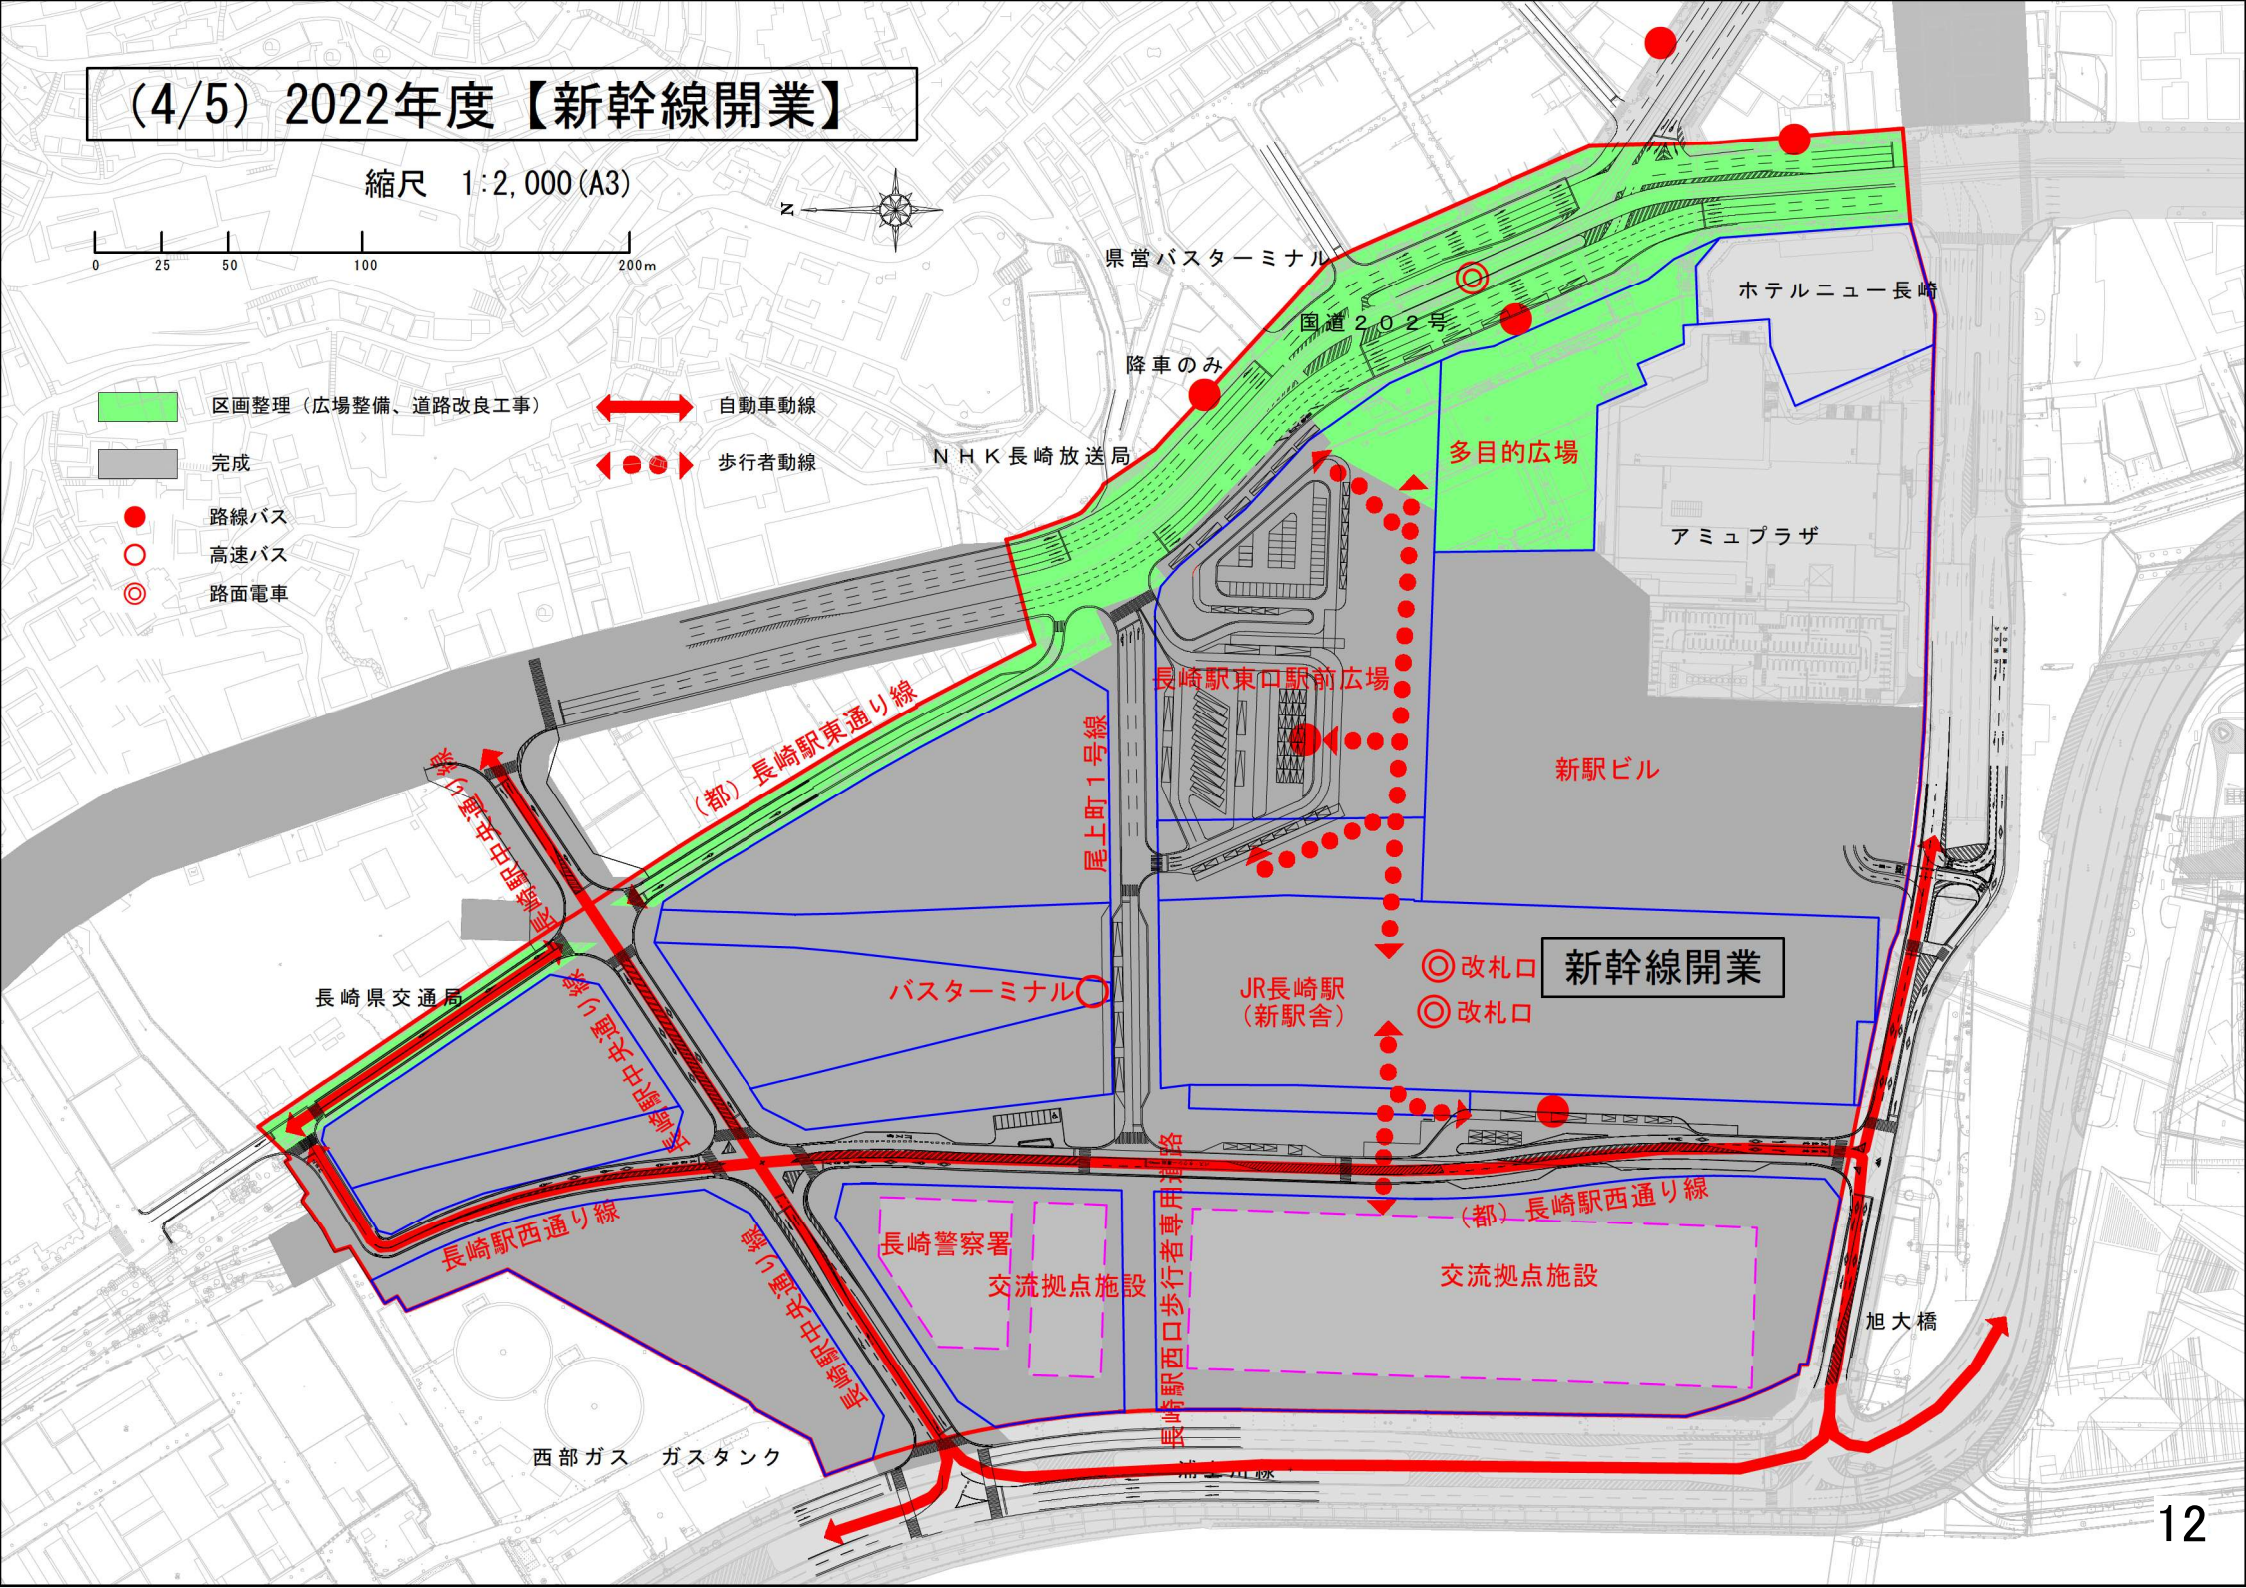 (4/5) 2022年度【新幹線開業】
縮尺 1:2,000(A3)
N
0 25 50 100 200m
区画整理（広場整備、道路改良工事）
自動車動線
完成
歩行者動線
路線バス
高速バス
路面電車
県営バスターミナル
国道202号
降車のみ
NHK長崎放送局
ホテルニュー長崎
多目的広場
アミュプラザ
長崎駅東口駅前広場
新駅ビル
（都）長崎駅東通り線
尾上町1号線
長崎駅中央通り線
長崎県交通局
長崎駅中央通り線
バスターミナル
JR長崎駅
（新駅舎）
改札口
改札口
新幹線開業
長崎駅西通り線
長崎駅中央通り線
長崎警察署
交流拠点施設
長崎駅西口歩行者専用道路
（都）長崎駅西通り線
交流拠点施設
旭大橋
西部ガス ガスタンク
浦上川線
12